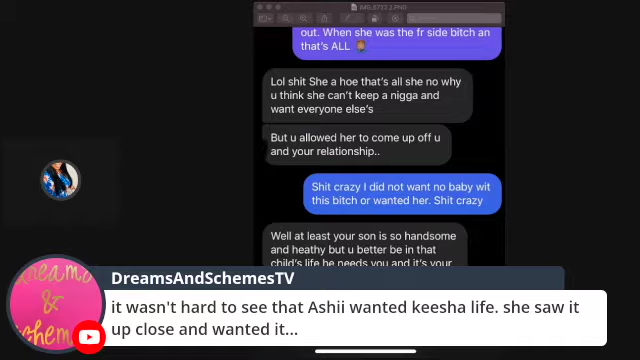 IMG_8733 2.PNG
out. When she was the fr side bitch an
that's ALL
Lol shit She a hoe that's all she no why
u think she can't keep a nigga and
want everyone else's
But u allowed her to come up off u
and your relationship..
Shit crazy I did not want no baby wit
this bitch or wanted her. Shit crazy
Well at least your son is so handsome
and heathy but u better be in that
child's life he needs you and it's your
dreams
&
schemes
DreamsAndSchemesTV
it wasn't hard to see that Ashii wanted keesha life. she saw it
up close and wanted it...